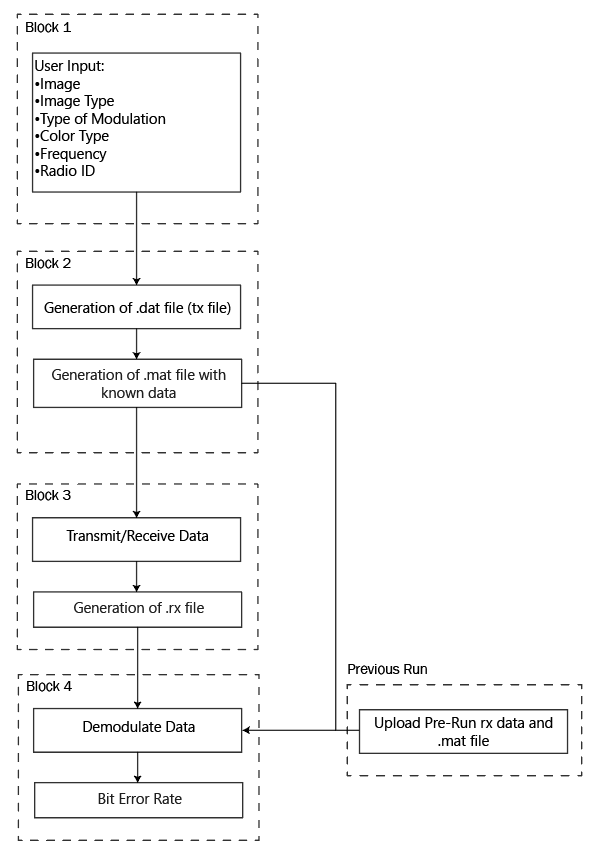 Block 1
User Input:
•Image
•Image Type
•Type of Modulation
•Color Type
•Frequency
•Radio ID
Block 2
Generation of .dat file (tx file)
Generation of .mat file with
known data
Block 3
Transmit/Receive Data
Generation of .rx file
Previous Run
Upload Pre-Run rx data and
.mat file
Block 4
Demodulate Data
Bit Error Rate